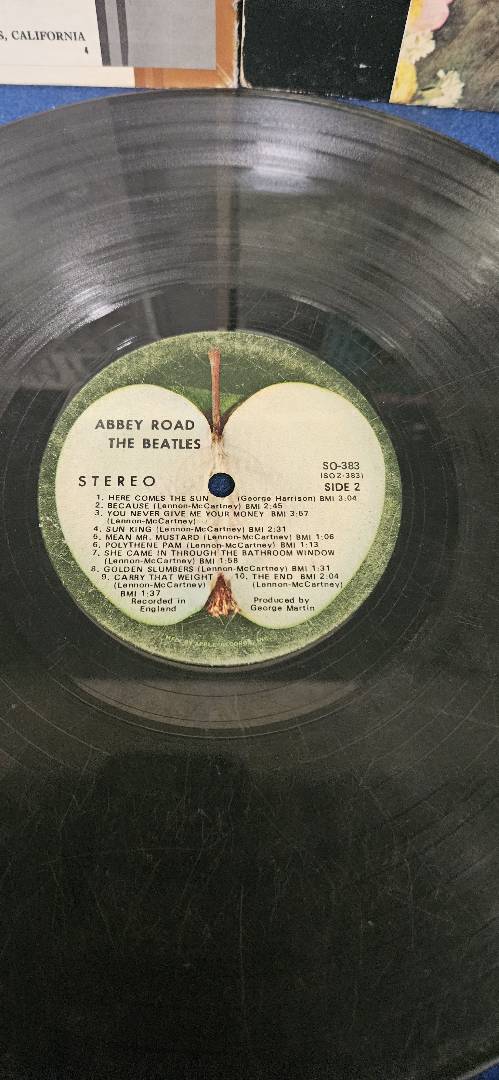 S, CALIFORNIA
4
ABBEY ROAD
THE BEATLES
STEREO
SO-383
(SO2-383)
SIDE 2
1. HERE COMES THE SUN (George Harrison) BMI 3:04
2. BECAUSE (Lennon-McCartney) BMI 2:45
3. YOU NEVER GIVE ME YOUR MONEY BMI 3:57
(Lennon-McCartney)
4. SUN KING (Lennon-McCartney) BMI 2:31
5. MEAN MR. MUSTARD (Lennon-McCartney) BMI 1:06
6. POLYTHENE PAM (Lennon-McCartney) BMI 1:13
7. SHE CAME IN THROUGH THE BATHROOM WINDOW
(Lennon-McCartney) BMI 1:58
8. GOLDEN SLUMBERS (Lennon-McCartney) BMI 1:31
9. CARRY THAT WEIGHT 10. THE END BMI 2:04
(Lennon-McCartney) (Lennon-McCartney)
BMI 1:37
Recorded in England
Produced by George Martin
BY APPLE RECORDS, INC.